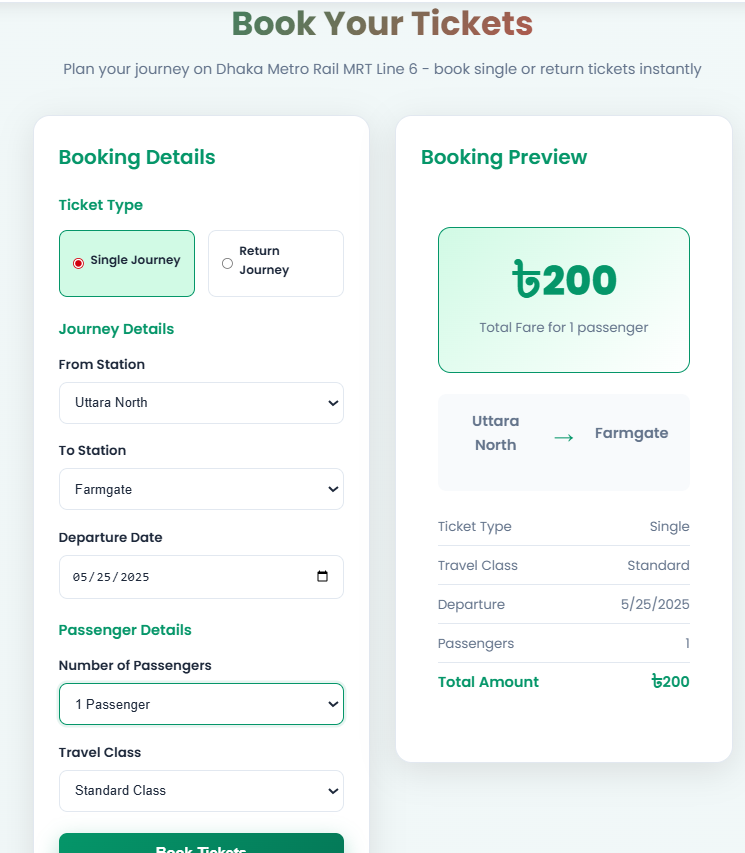 Book Your Tickets
Plan your journey on Dhaka Metro Rail MRT Line 6 - book single or return tickets instantly
Booking Details
Ticket Type
Single Journey
Return
Journey
Journey Details
From Station
Uttara North
To Station
Farmgate
Departure Date
05/25/2025
Passenger Details
Number of Passengers
1 Passenger
Travel Class
Standard Class
Book Tickets
Booking Preview
৳200
Total Fare for 1 passenger
Uttara
North
→
Farmgate
Ticket Type Single
Travel Class Standard
Departure 5/25/2025
Passengers 1
Total Amount ৳200